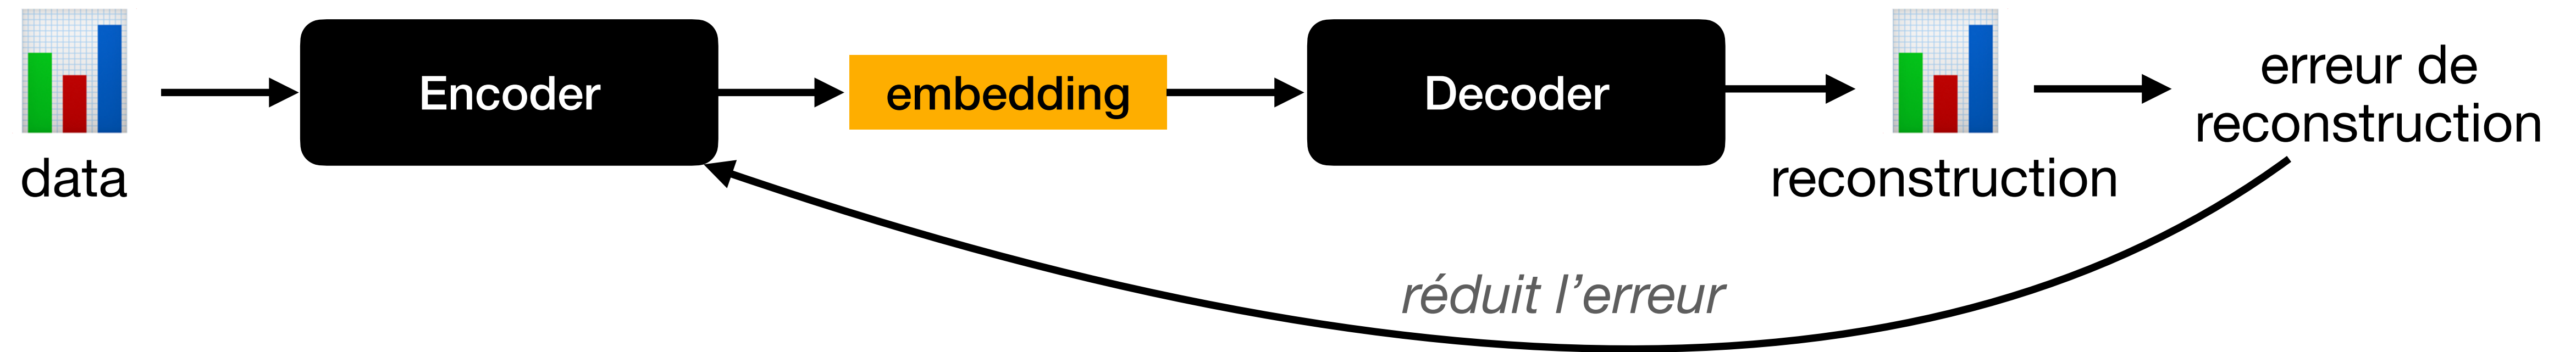 data
Encoder
embedding
Decoder
reconstruction
erreur de
reconstruction
réduit l’erreur